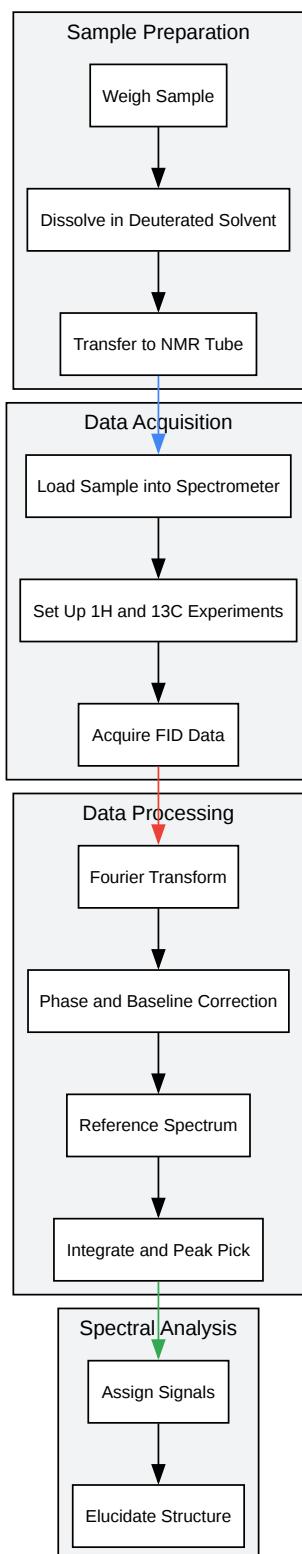 Sample Preparation
Weigh Sample
Dissolve in Deuterated Solvent
Transfer to NMR Tube
Data Acquisition
Load Sample into Spectrometer
Set Up 1H and 13C Experiments
Acquire FID Data
Data Processing
Fourier Transform
Phase and Baseline Correction
Reference Spectrum
Integrate and Peak Pick
Spectral Analysis
Assign Signals
Elucidate Structure